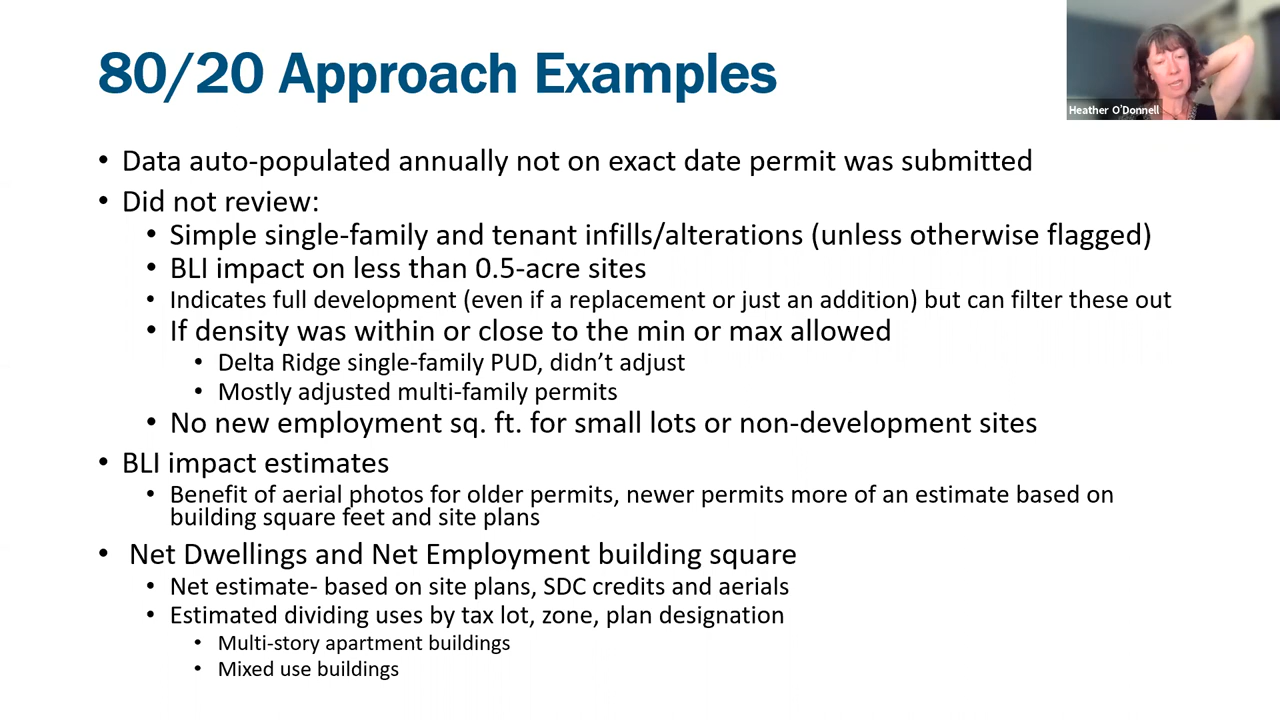 80/20 Approach Examples
Heather O'Donnell
• Data auto-populated annually not on exact date permit was submitted
• Did not review:
• Simple single-family and tenant infills/alterations (unless otherwise flagged)
• BLI impact on less than 0.5-acre sites
• Indicates full development (even if a replacement or just an addition) but can filter these out
• If density was within or close to the min or max allowed
• Delta Ridge single-family PUD, didn’t adjust
• Mostly adjusted multi-family permits
• No new employment sq. ft. for small lots or non-development sites
• BLI impact estimates
• Benefit of aerial photos for older permits, newer permits more of an estimate based on
building square feet and site plans
• Net Dwellings and Net Employment building square
• Net estimate- based on site plans, SDC credits and aerials
• Estimated dividing uses by tax lot, zone, plan designation
• Multi-story apartment buildings
• Mixed use buildings